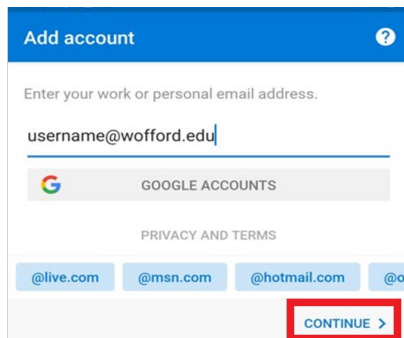 Add account ?
Enter your work or personal email address.
username@wofford.edu
GOOGLE ACCOUNTS
PRIVACY AND TERMS
@live.com @msn.com @hotmail.com @o
CONTINUE >